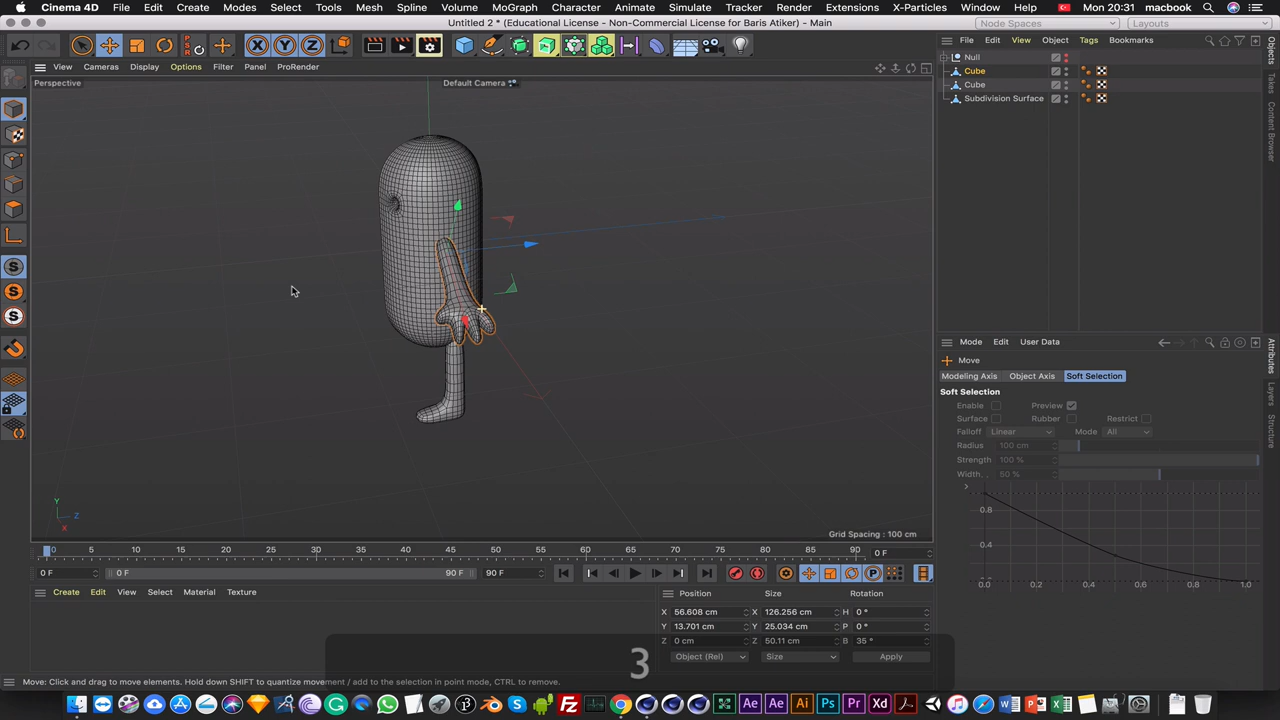 Cinema 4D File Edit Create Modes Select Tools Mesh Spline Volume MoGraph Character Animate Simulate Tracker Render Extensions X-Particles Window Help Mon 20:31 macbook
Untitled 2 * (Educational License - Non-Commercial License for Baris Atiker) - Main
Node Spaces Layouts
View Cameras Display Options Filter Panel ProRender
Perspective
Default Camera
File Edit View Object Tags Bookmarks
Null
Cube
Cube
Subdivision Surface
Objects
Takes
Content Browser
Mode Edit User Data
Move
Modeling Axis Object Axis Soft Selection
Soft Selection
Enable Preview
Surface Rubber Restrict
Falloff Linear Mode All
Radius 100 cm
Strength 100 %
Width. . 50 %
0.8
0.4
0.0 0.2 0.4 0.6 0.8 1.0
Attributes
Layers
Structure
Y
Z
X
Grid Spacing : 100 cm
0 5 10 15 20 25 30 35 40 45 50 55 60 65 70 75 80 85 90 0 F
0 F 0 F 90 F 90 F
Create Edit View Select Material Texture
Position Size Rotation
X 56.608 cm X 126.256 cm H 0 °
Y 13.701 cm Y 25.034 cm P 0 °
Z 0 cm Z 50.11 cm B 35 °
Object (Rel) Size Apply
3
Move: Click and drag to move elements. Hold down SHIFT to quantize movement / add to the selection in point mode, CTRL to remove.